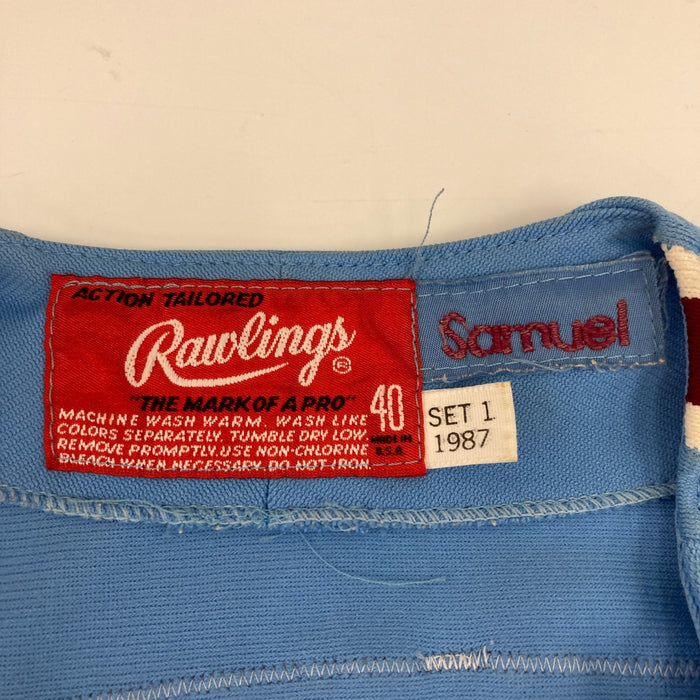 ACTION TAILORED
Rawlings ®
"THE MARK OF A PRO" 40
MACHINE WASH WARM. WASH LIKE
COLORS SEPARATELY. TUMBLE DRY LOW
REMOVE PROMPTLY. USE NON-CHLORINE
BLEACH WHEN NECESSARY. DO NOT IRON
MADE IN
U.S.A.
Samuel
SET 1
1987